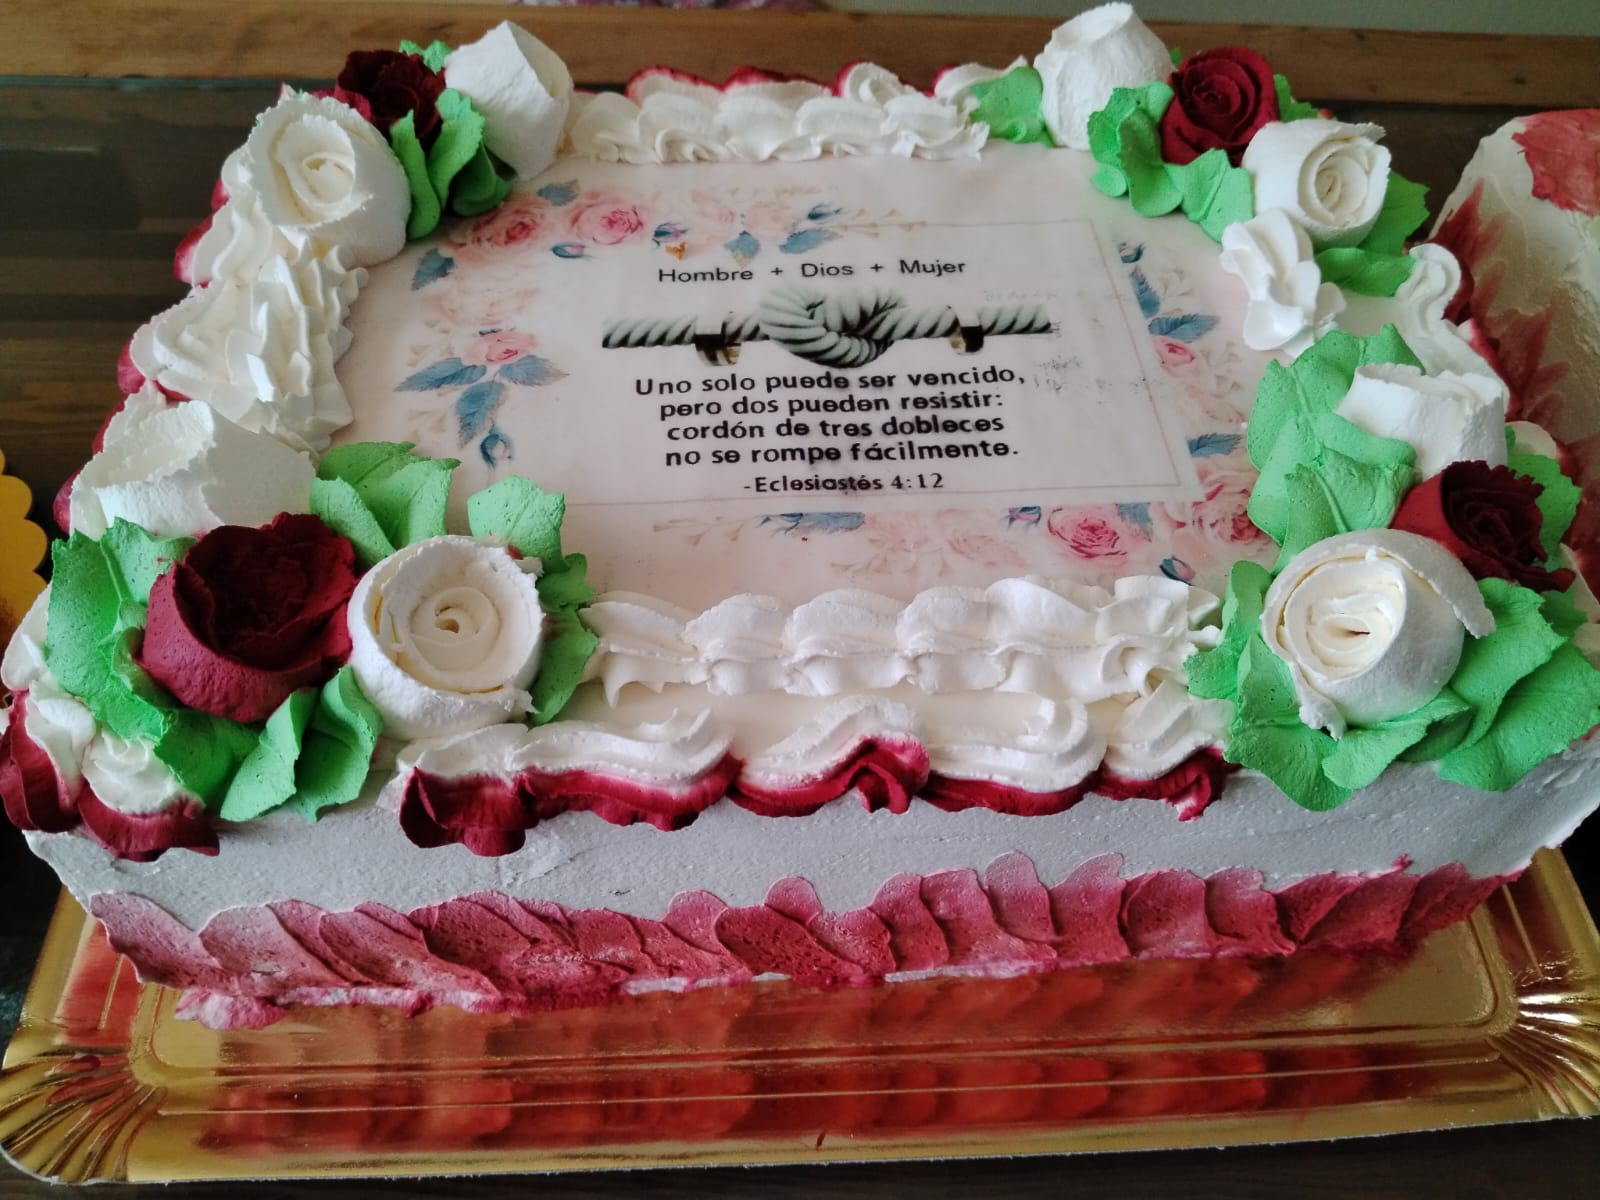 Hombre + Dios + Mujer
Uno solo puede ser vencido,
pero dos pueden resistir:
cordón de tres dobleces
no se rompe fácilmente.
-Eclesiastés 4:12